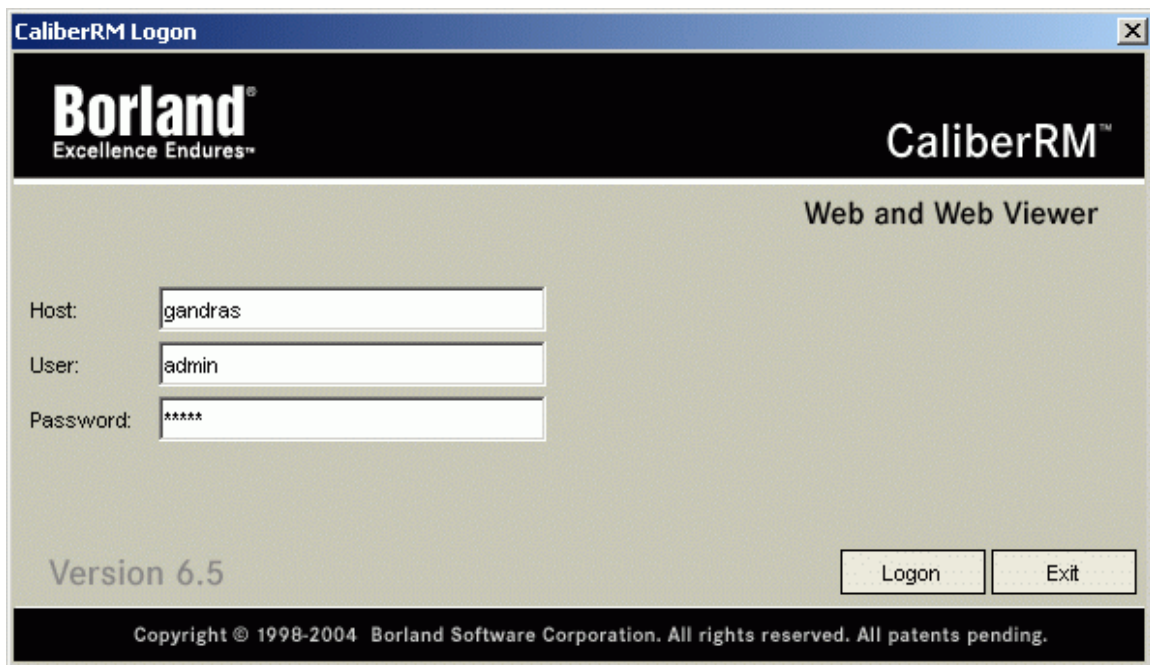 CaliberRM Logon
Borland®
Excellence Endures™
CaliberRM™
Web and Web Viewer
Host: gandras
User: admin
Password: *****
Version 6.5
Logon Exit
Copyright © 1998-2004 Borland Software Corporation. All rights reserved. All patents pending.